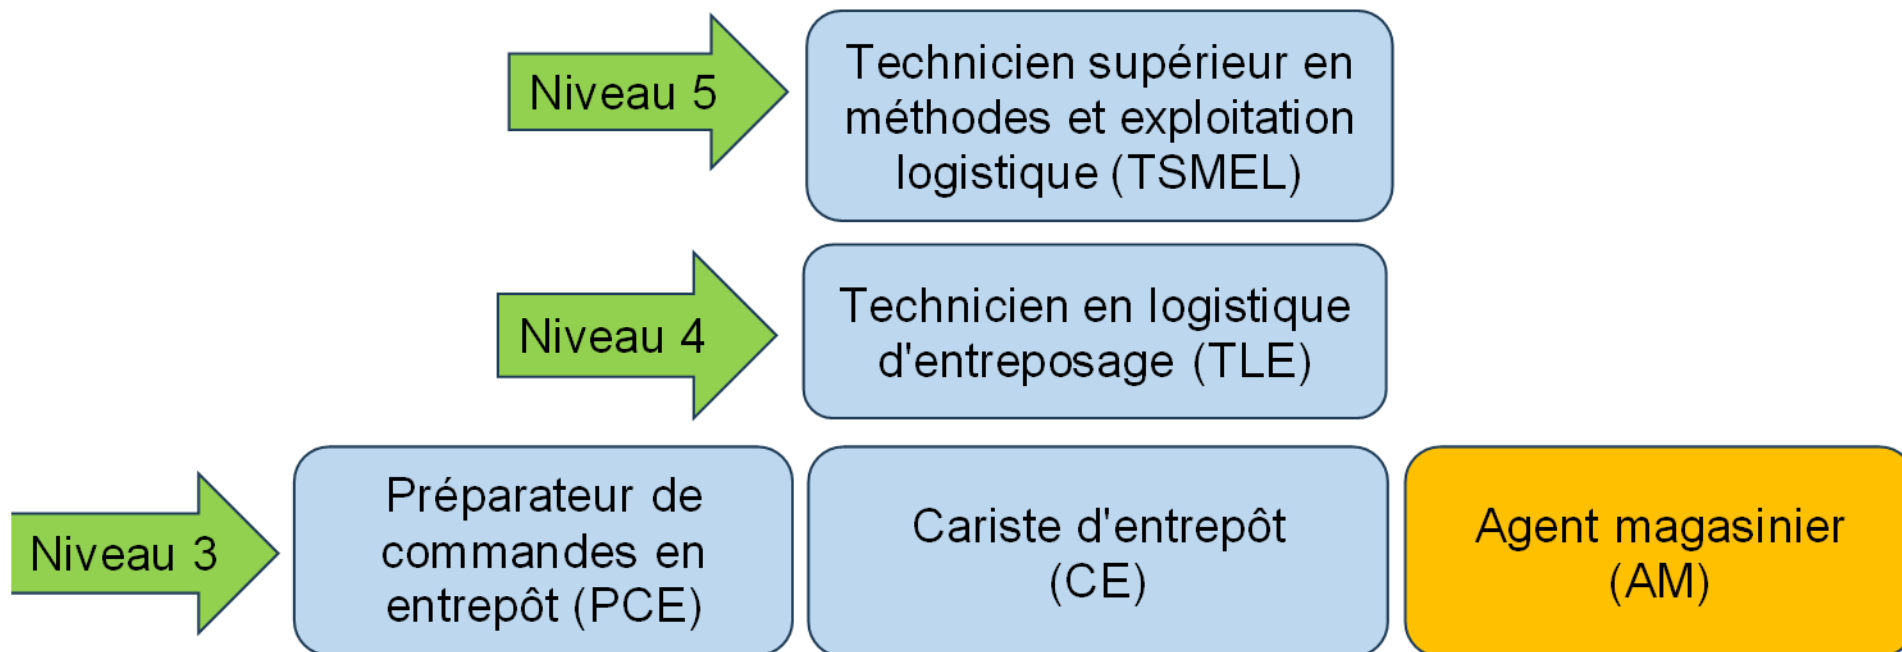 Niveau 5
Technicien supérieur en
méthodes et exploitation
logistique (TSMEL)
Niveau 4
Technicien en logistique
d'entreposage (TLE)
Niveau 3
Préparateur de
commandes en
entrepôt (PCE)
Cariste d'entrepôt
(CE)
Agent magasinier
(AM)